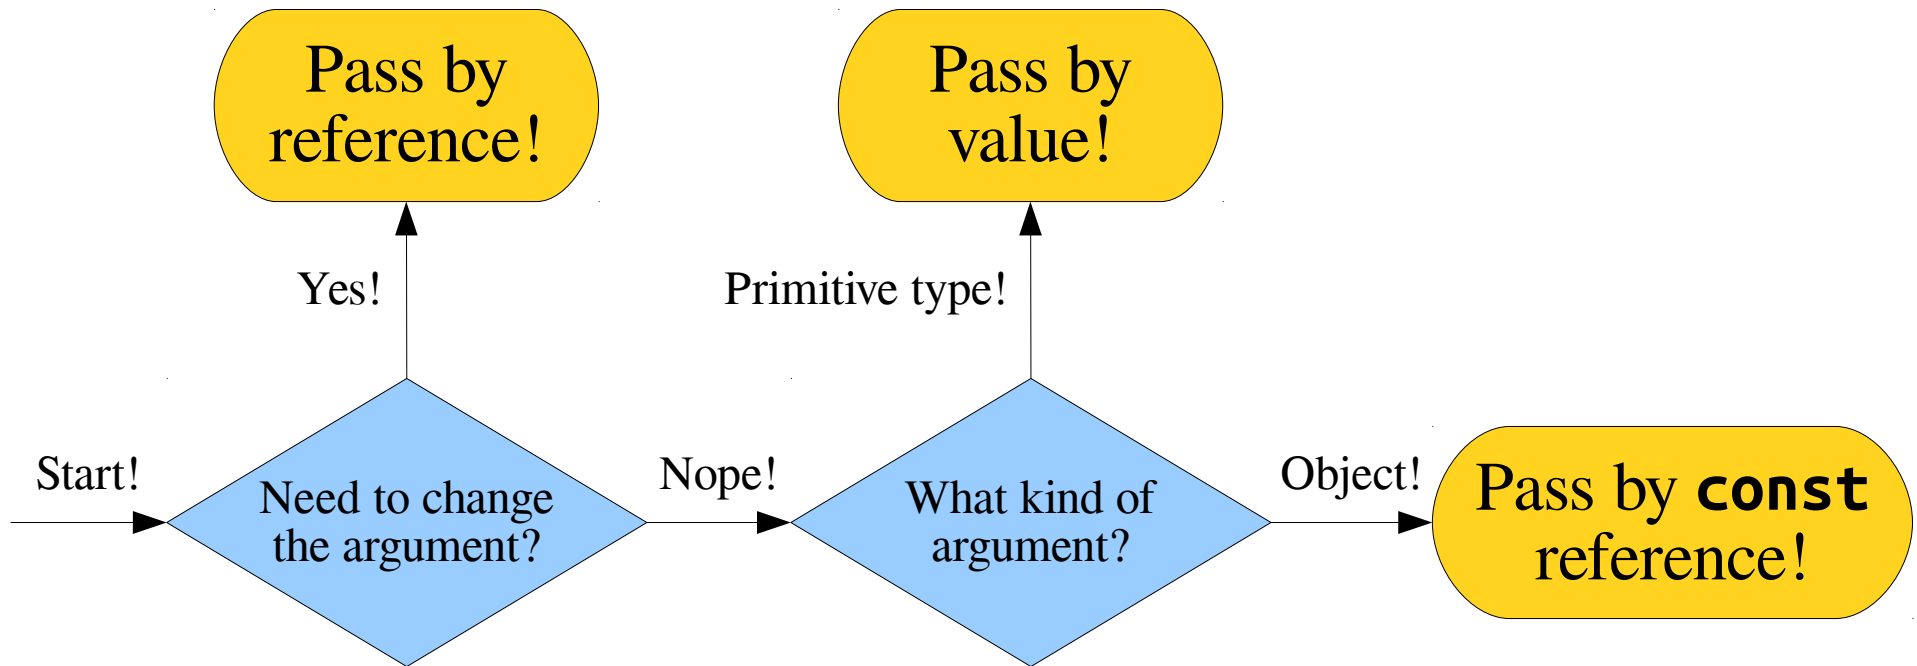 Pass by
reference!
Pass by
value!
Yes!
Primitive type!
Start!
Need to change
the argument?
Nope!
What kind of
argument?
Object!
Pass by const
reference!